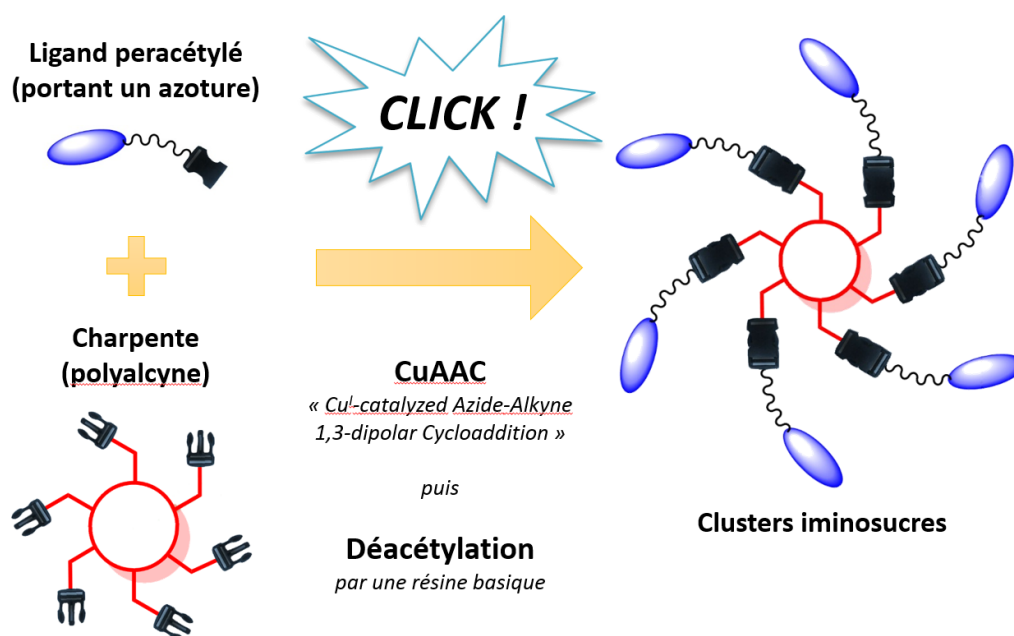 Ligand peracétylé
(portant un azoture)
CLICK !
Charpente
(polyalcyne)
CuAAC
« Cuᴵ-catalyzed Azide-Alkyne
1,3-dipolar Cycloaddition »
puis
Déacétylation
par une résine basique
Clusters iminosucres